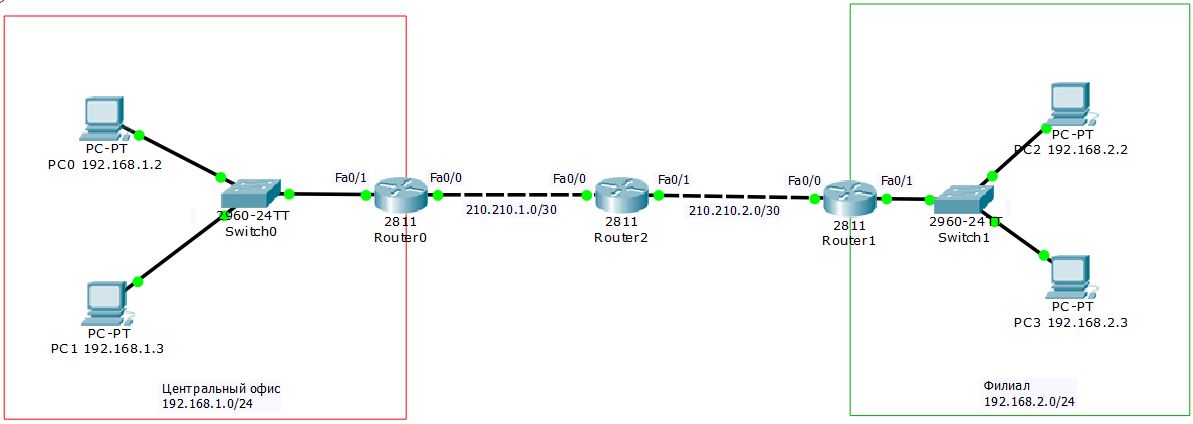 PC-PT
PC0 192.168.1.2
PC-PT
PC1 192.168.1.3
2960-24TT
Switch0
Fa0/1
Fa0/0
2811
Router0
210.210.1.0/30
Fa0/0
Fa0/1
2811
Router2
210.210.2.0/30
Fa0/0
Fa0/1
2811
Router1
2960-24TT
Switch1
PC-PT
PC2 192.168.2.2
PC-PT
PC3 192.168.2.3
Центральный офис
192.168.1.0/24
Филиал
192.168.2.0/24